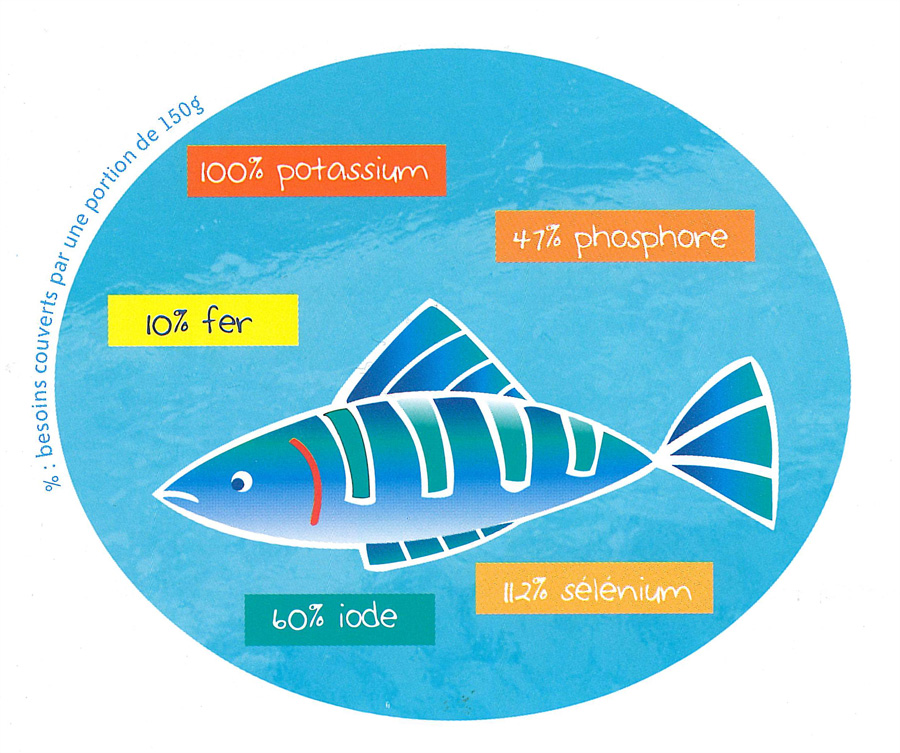 % : besoins couverts par une portion de 150g
100% potassium
47% phosphore
10% fer
112% sélénium
60% iode